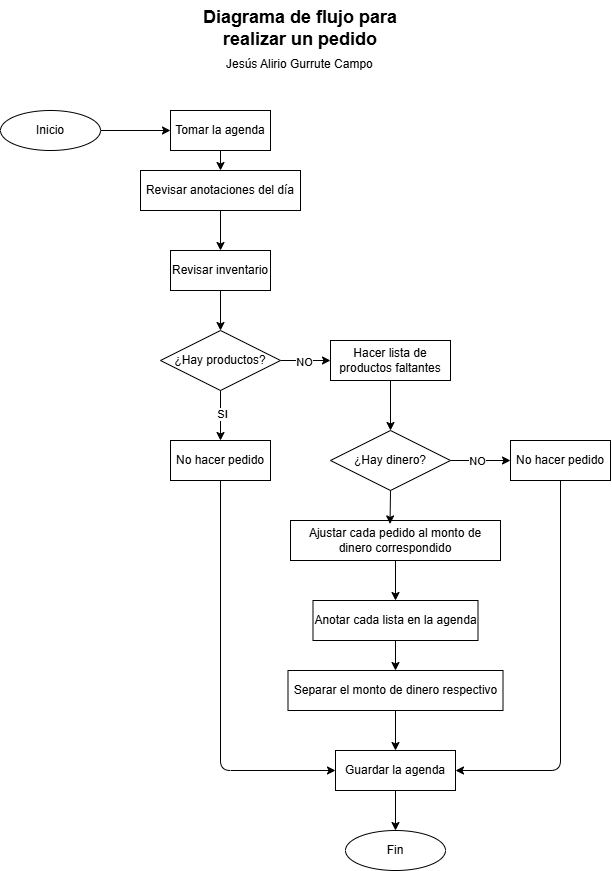 Diagrama de flujo para
realizar un pedido
Jesús Alirio Gurrute Campo
Inicio
Tomar la agenda
Revisar anotaciones del día
Revisar inventario
¿Hay productos?
NO
Hacer lista de
productos faltantes
SI
No hacer pedido
¿Hay dinero?
NO
No hacer pedido
Ajustar cada pedido al monto de
dinero correspondido
Anotar cada lista en la agenda
Separar el monto de dinero respectivo
Guardar la agenda
Fin